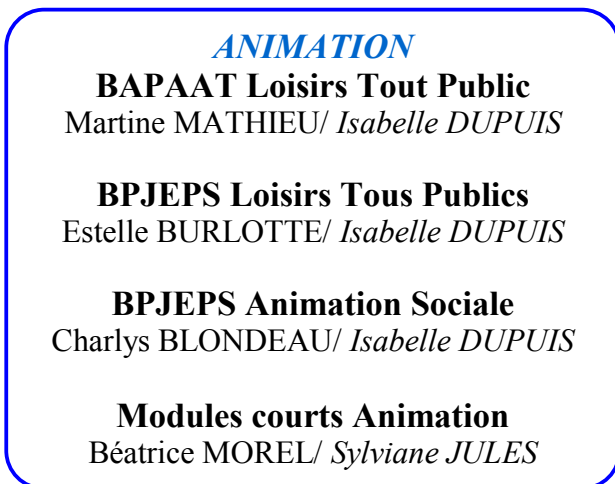 ANIMATION
BAPAAT Loisirs Tout Public
Martine MATHIEU/ Isabelle DUPUIS
BPJEPS Loisirs Tous Publics
Estelle BURLOTTE/ Isabelle DUPUIS
BPJEPS Animation Sociale
Charlys BLONDEAU/ Isabelle DUPUIS
Modules courts Animation
Béatrice MOREL/ Sylviane JULES